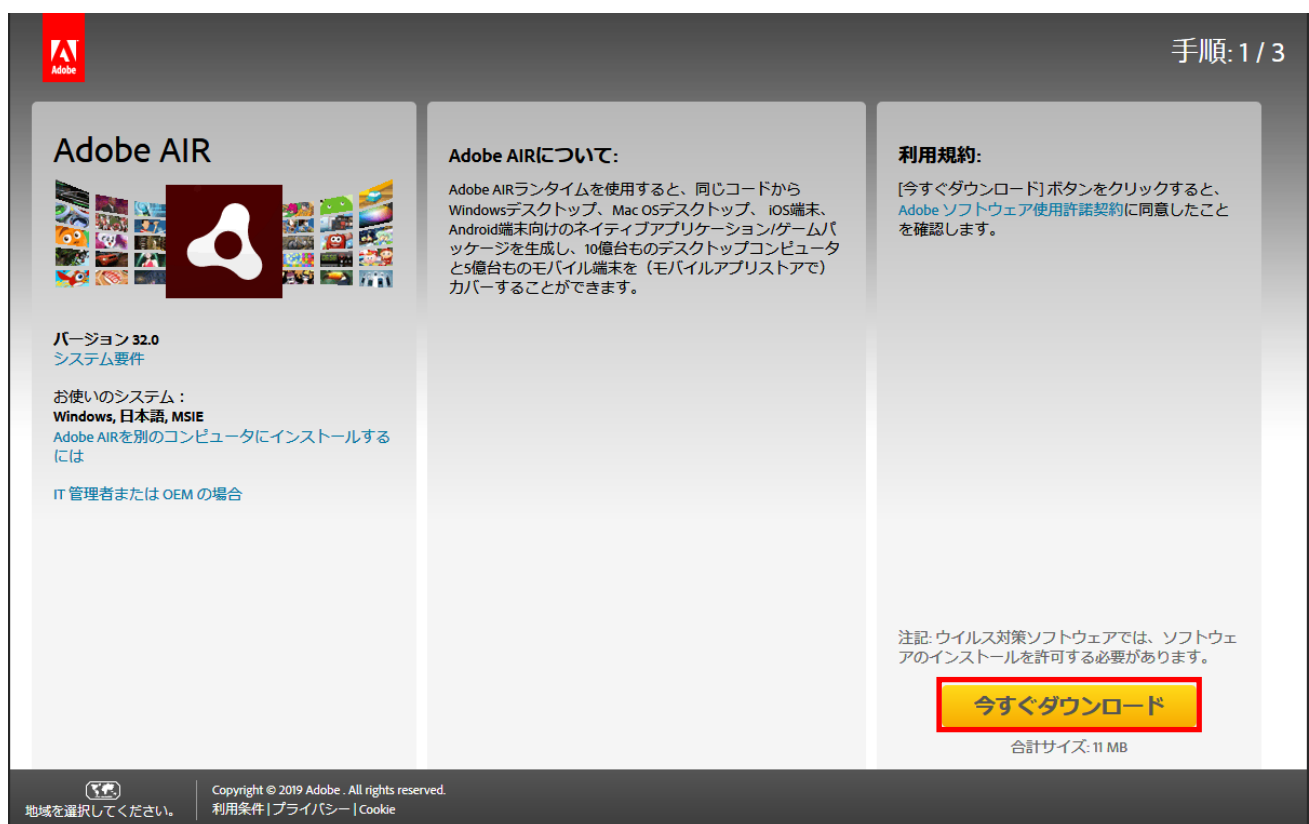 Adobe
手順: 1 / 3
Adobe AIR
バージョン 32.0
システム要件
お使いのシステム：
Windows, 日本語, MSIE
Adobe AIRを別のコンピュータにインストールする
には
IT 管理者または OEM の場合
Adobe AIRについて:
Adobe AIRランタイムを使用すると、同じコードから
Windowsデスクトップ、Mac OSデスクトップ、 iOS端末、
Android端末向けのネイティブアプリケーション/ゲームパ
ッケージを生成し、10億台ものデスクトップコンピュータ
と5億台ものモバイル端末を（モバイルアプリストアで）
カバーすることができます。
利用規約:
[今すぐダウンロード] ボタンをクリックすると、
Adobe ソフトウェア使用許諾契約に同意したこと
を確認します。
注記: ウイルス対策ソフトウェアでは、ソフトウェ
アのインストールを許可する必要があります。
今すぐダウンロード
合計サイズ: 11 MB
地域を選択してください。
Copyright © 2019 Adobe . All rights reserved.
利用条件 | プライバシー | Cookie